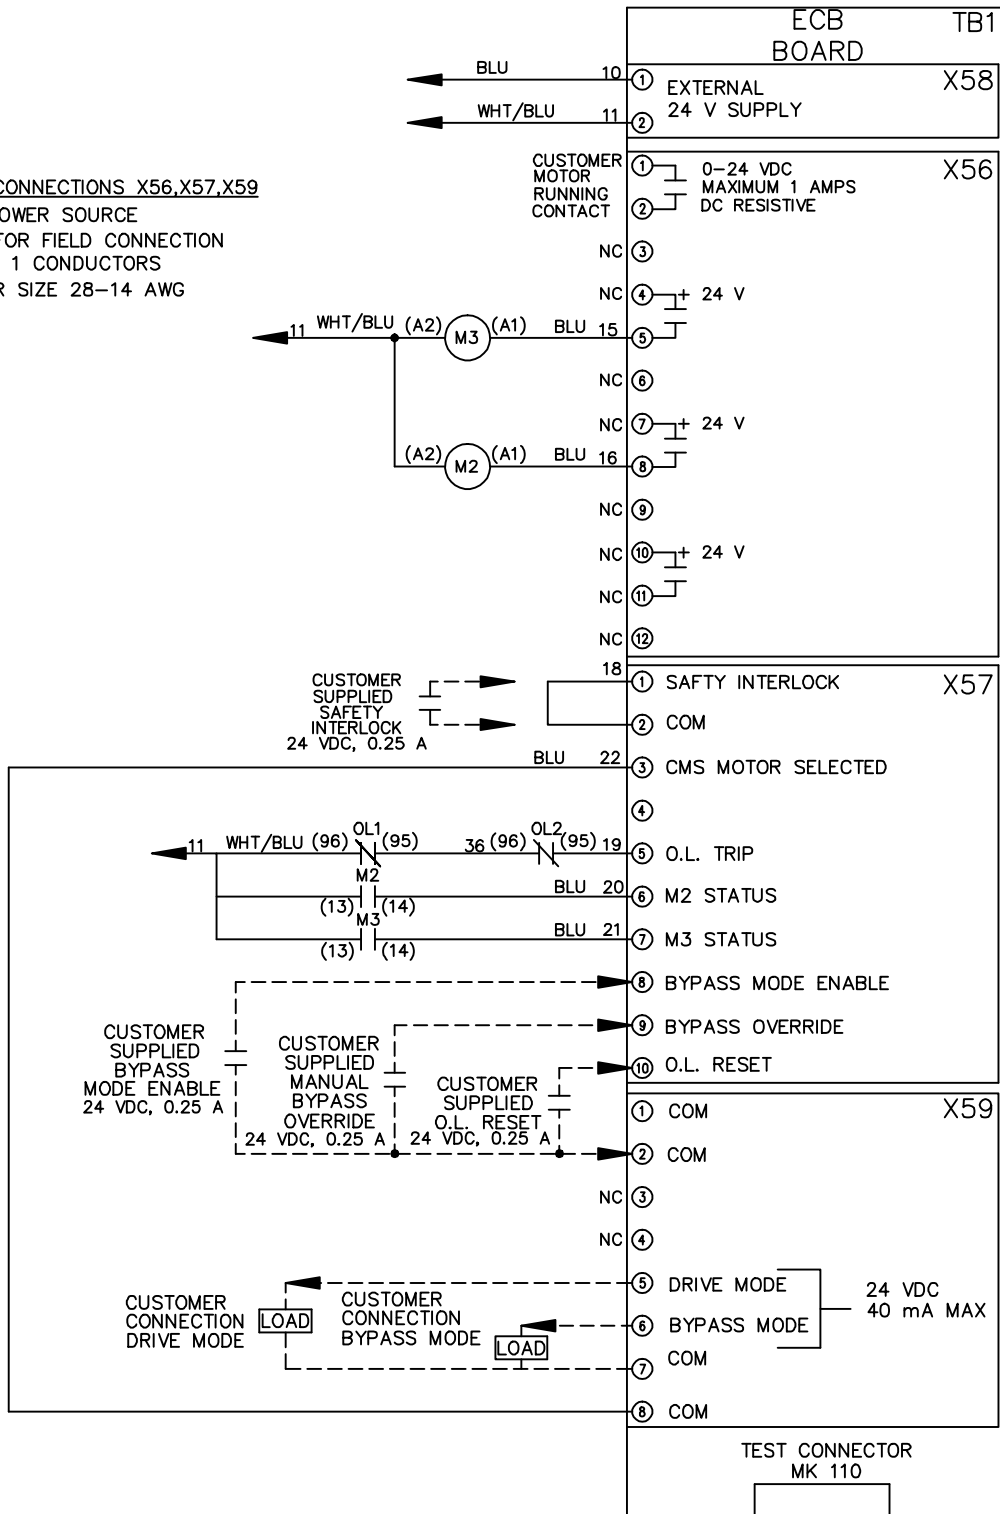 ECB TB1
BOARD
BLU 10 1 EXTERNAL X58
24 V SUPPLY
WHT/BLU 11 2
CONNECTIONS X56,X57,X59
OWER SOURCE
FOR FIELD CONNECTION
1 CONDUCTORS
R SIZE 28-14 AWG
CUSTOMER
MOTOR
RUNNING
CONTACT
1 0-24 VDC X56
MAXIMUM 1 AMPS
2 DC RESISTIVE
NC 3
NC 4 + 24 V
11 WHT/BLU (A2) M3 (A1) BLU 15 5
NC 6
NC 7 + 24 V
(A2) M2 (A1) BLU 16 8
NC 9
NC 10 + 24 V
NC 11
NC 12
CUSTOMER
SUPPLIED
SAFETY
INTERLOCK
24 VDC, 0.25 A
18 1 SAFTY INTERLOCK X57
2 COM
BLU 22 3 CMS MOTOR SELECTED
4
11 WHT/BLU (96) OL1 (95) 36 (96) OL2 (95) 19 5 O.L. TRIP
M2
(13) (14) BLU 20 6 M2 STATUS
M3
(13) (14) BLU 21 7 M3 STATUS
8 BYPASS MODE ENABLE
9 BYPASS OVERRIDE
10 O.L. RESET
CUSTOMER
SUPPLIED
BYPASS
MODE ENABLE
24 VDC, 0.25 A
CUSTOMER
SUPPLIED
MANUAL
BYPASS
OVERRIDE
24 VDC, 0.25 A
CUSTOMER
SUPPLIED
O.L. RESET
24 VDC, 0.25 A
1 COM X59
2 COM
NC 3
NC 4
5 DRIVE MODE
6 BYPASS MODE
24 VDC
40 mA MAX
7 COM
8 COM
CUSTOMER
CONNECTION
DRIVE MODE
LOAD
CUSTOMER
CONNECTION
BYPASS MODE
LOAD
TEST CONNECTOR
MK 110